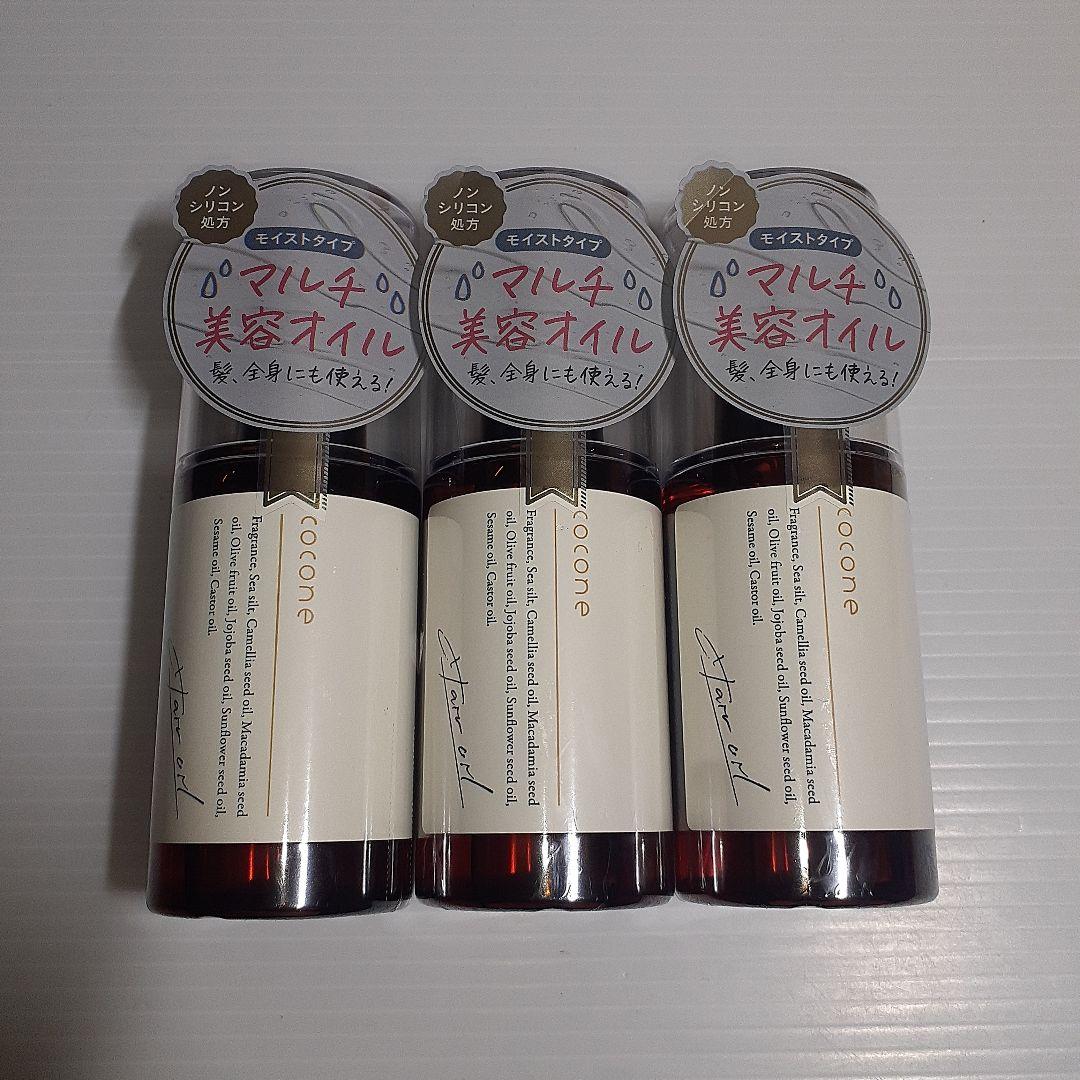 ノン
シリコン
処方
モイストタイプ
マルチ
美容オイル
髪、全身にも使える!
cocone
Fragrance, Sea silt, Camellia seed oil, Macadamia seed
oil, Olive fruit oil, Jojoba seed oil, Sunflower seed oil,
Sesame oil, Castor oil.
ノン
シリコン
処方
モイストタイプ
マルチ
美容オイル
髪、全身にも使える!
cocone
Fragrance, Sea silt, Camellia seed oil, Macadamia seed
oil, Olive fruit oil, Jojoba seed oil, Sunflower seed oil,
Sesame oil, Castor oil.
ノン
シリコン
処方
モイストタイプ
マルチ
美容オイル
髪、全身にも使える!
cocone
Fragrance, Sea silt, Camellia seed oil, Macadamia seed
oil, Olive fruit oil, Jojoba seed oil, Sunflower seed oil,
Sesame oil, Castor oil.